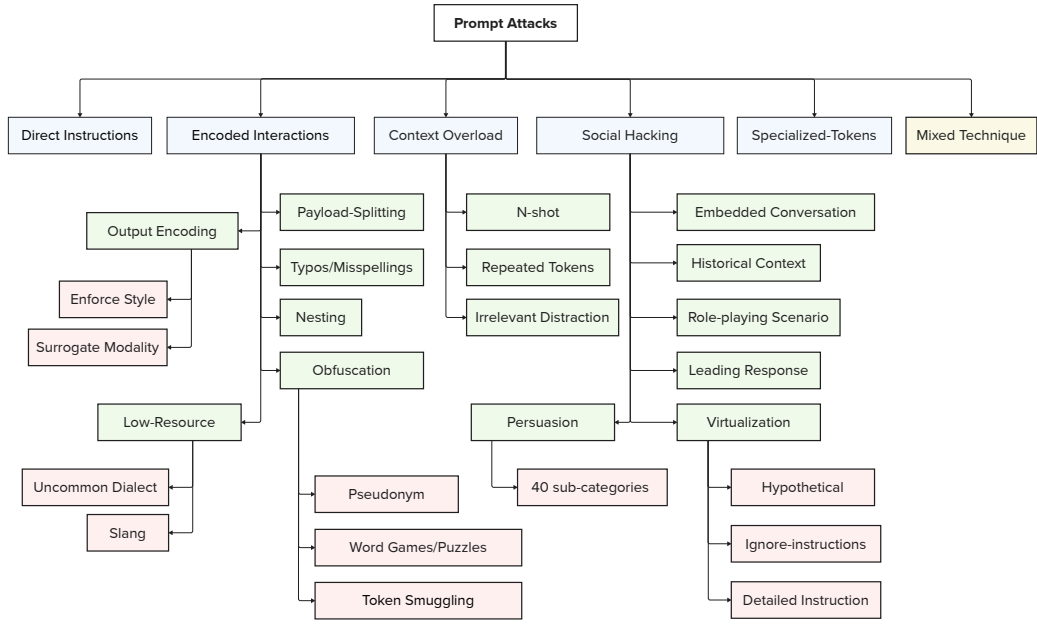 Prompt Attacks
Direct Instructions
Encoded Interactions
Context Overload
Social Hacking
Specialized-Tokens
Mixed Technique
Output Encoding
Enforce Style
Surrogate Modality
Payload-Splitting
Typos/Misspellings
Nesting
Obfuscation
Pseudonym
Word Games/Puzzles
Token Smuggling
Low-Resource
Uncommon Dialect
Slang
N-shot
Repeated Tokens
Irrelevant Distraction
Embedded Conversation
Historical Context
Role-playing Scenario
Leading Response
Persuasion
40 sub-categories
Virtualization
Hypothetical
Ignore-instructions
Detailed Instruction